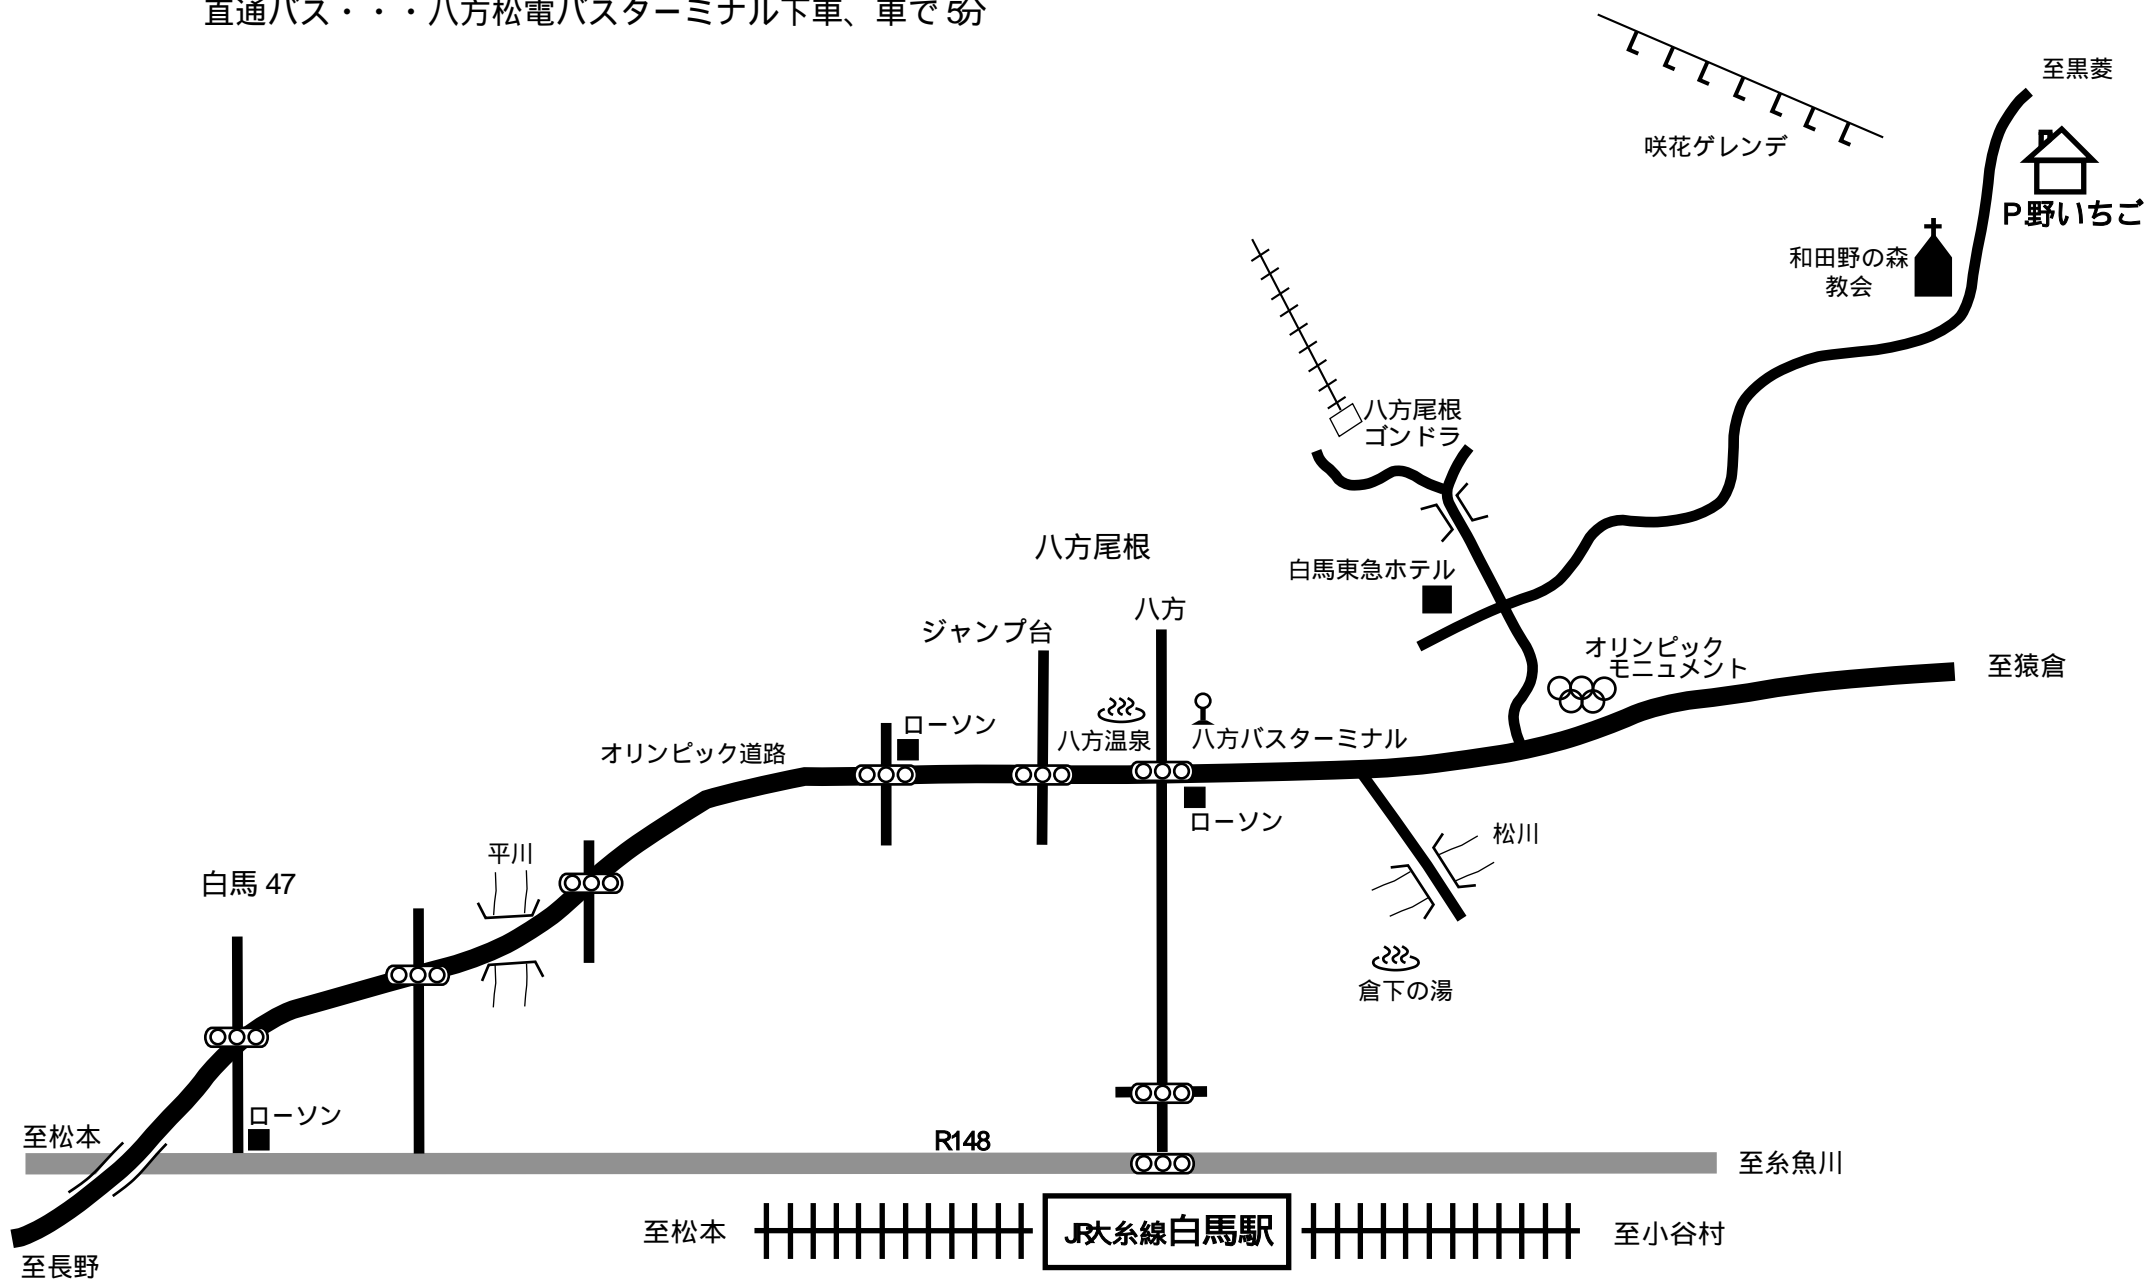 直通バス・・・八方松電バスターミナル下車、車で5分
至黒菱
咲花ゲレンデ
P.野いちご
和田野の森
教会
八方尾根
ゴンドラ
八方尾根
白馬東急ホテル
八方
ジャンプ台
オリンピック
モニュメント
至猿倉
ローソン
八方温泉
八方バスターミナル
オリンピック道路
ローソン
松川
平川
白馬47
倉下の湯
ローソン
至松本
R148
至糸魚川
至松本
JR大糸線白馬駅
至小谷村
至長野